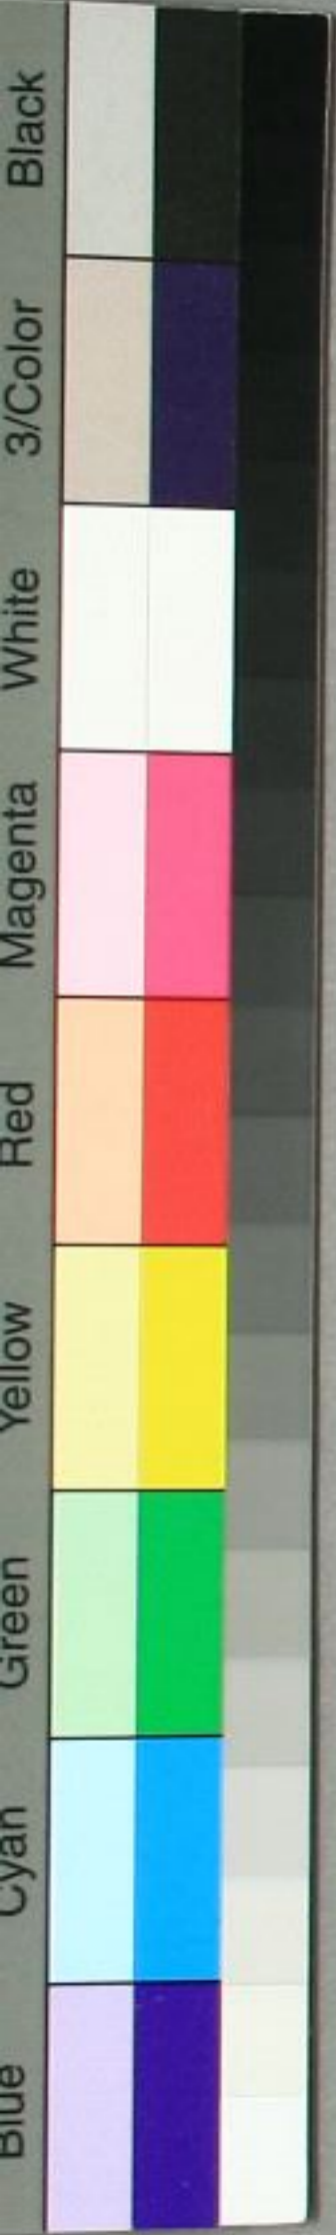 Blue
Cyan
Green
Yellow
Red
Magenta
White
3/Color
Black